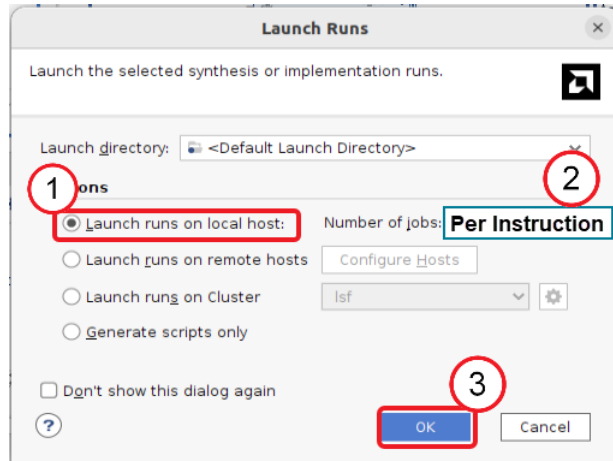 Launch Runs
Launch the selected synthesis or implementation runs.
Launch directory: <Default Launch Directory>
1 ons 2
Launch runs on local host: Number of jobs: Per Instruction
Launch runs on remote hosts Configure Hosts
Launch runs on Cluster lsf
Generate scripts only
Don't show this dialog again 3
? OK Cancel